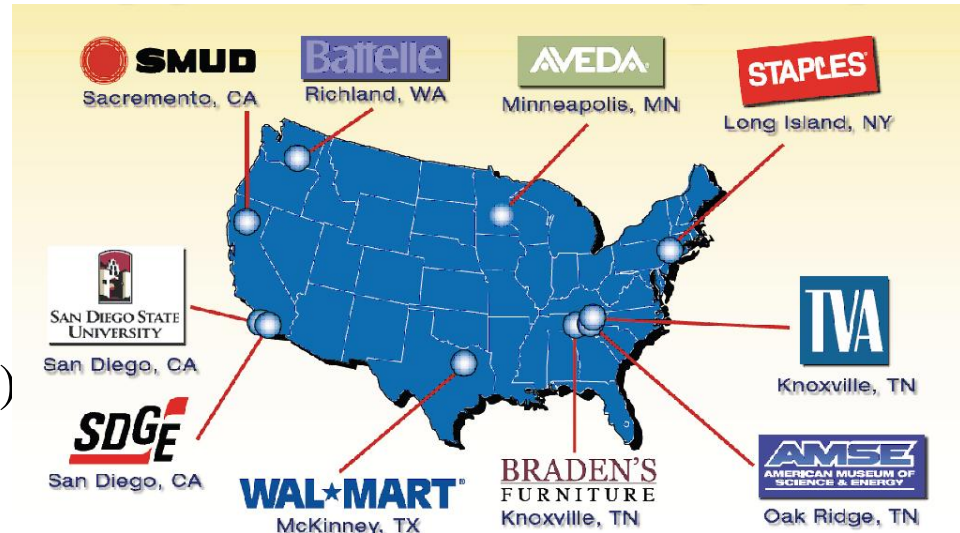 SMUD
Sacremento, CA
Battelle
Richland, WA
AVEDA
Minneapolis, MN
STAPLES
Long Island, NY
SAN DIEGO STATE
UNIVERSITY
San Diego, CA
TVA
Knoxville, TN
)
SDGE
San Diego, CA
WAL★MART
McKinney, TX
BRADEN'S
FURNITURE
Knoxville, TN
AMSE
AMERICAN MUSEUM OF
SCIENCE & ENERGY
Oak Ridge, TN